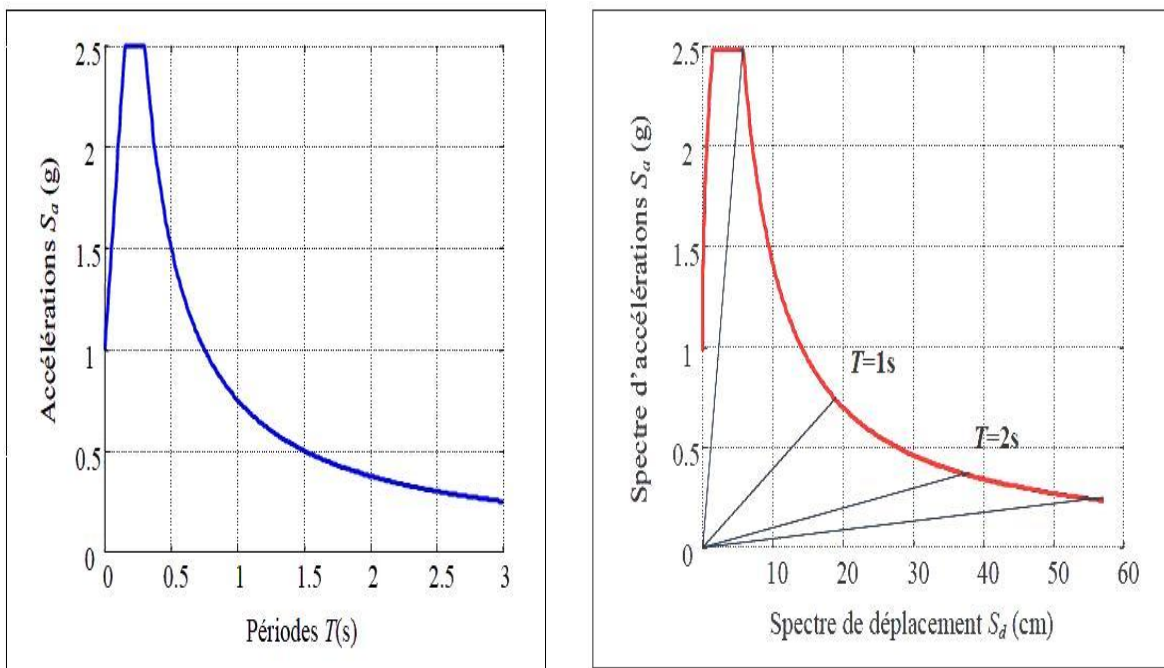 Accélérations Sa (g)
2.5
2
1.5
1
0.5
0
0 0.5 1 1.5 2 2.5 3
Périodes T(s)
Spectre d'accélérations Sa (g)
2.5
2
1.5
1
0.5
0
T=1s
T=2s
10 20 30 40 50 60
Spectre de déplacement Sd (cm)